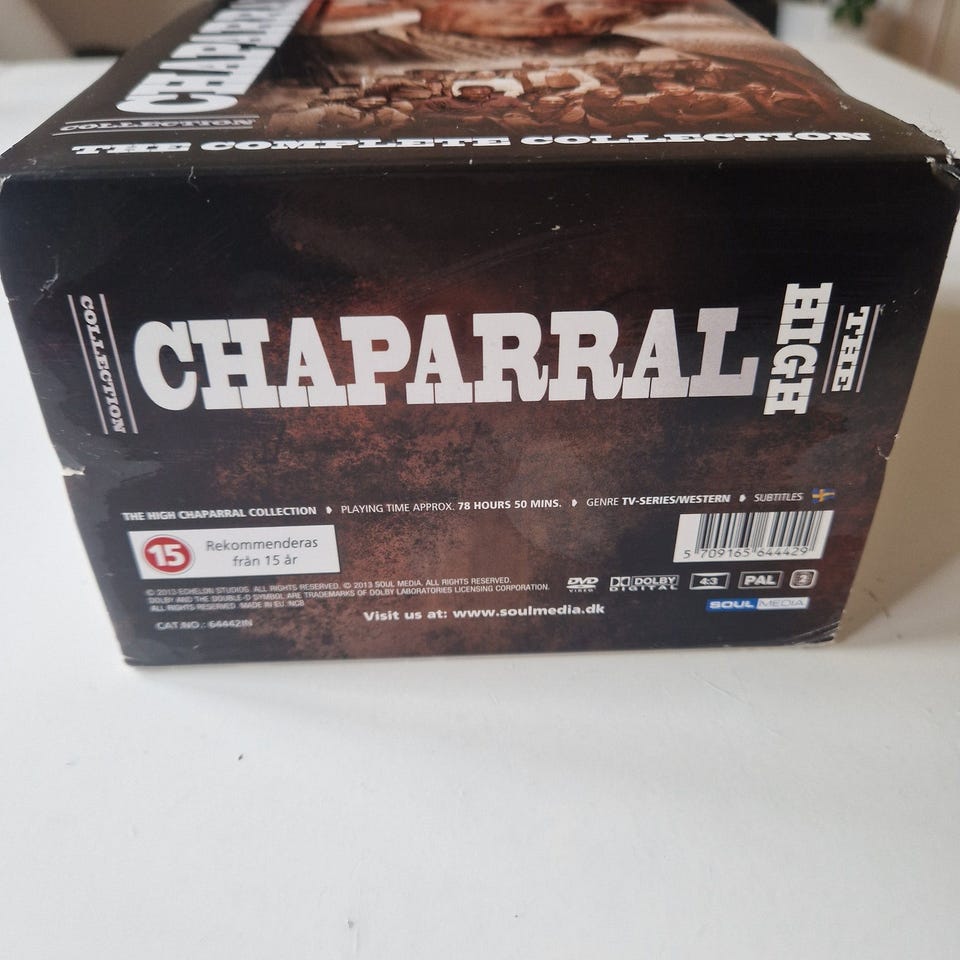 CHAPARRAL
COLLECTION
THE COMPLETE COLLECTION
COLLECTION
CHAPARRAL
HIGH
THE
THE HIGH CHAPARRAL COLLECTION ◗ PLAYING TIME APPROX. 78 HOURS 50 MINS. ◗ GENRE TV-SERIES/WESTERN ◗ SUBTITLES
15
Rekommenderas
från 15 år
5 709165 644429
© 2013 ECHELON STUDIOS. ALL RIGHTS RESERVED. © 2013 SOUL MEDIA, ALL RIGHTS RESERVED.
DOLBY AND THE DOUBLE-D SYMBOL ARE TRADEMARKS OF DOLBY LABORATORIES LICENSING CORPORATION.
ALL RIGHTS RESERVED. MADE IN EU. NCB
CAT.NO.: 64442IN
Visit us at: www.soulmedia.dk
DVD
VIDEO
DOLBY
DIGITAL
4:3
PAL
2
SOUL MEDIA